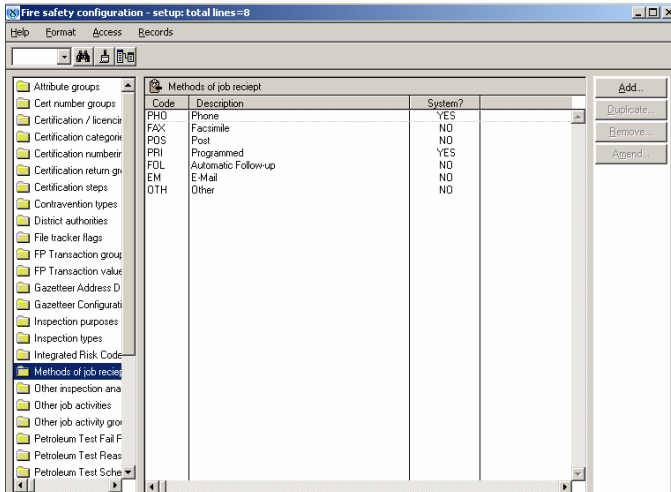 Fire safety configuration - setup: total lines=8
Help Format Access Records
Attribute groups
Cert number groups
Certification / licencin
Certification categorie
Certification numberin
Certification return gr
Certification steps
Contravention types
District authorities
File tracker flags
FP Transaction group
FP Transaction value
Gazetteer Address D
Gazetteer Configurati
Inspection purposes
Inspection types
Integrated Risk Code
Methods of job reciep
Other inspection ana
Other job activities
Other job activity grou
Petroleum Test Fail F
Petroleum Test Reas
Petroleum Test Sche
Methods of job reciept
Code Description System?
PHO Phone YES
FAX Facsimile NO
POS Post NO
PRI Programmed YES
FOL Automatic Follow-up NO
EM E-Mail NO
OTH Other NO
Add...
Duplicate...
Remove...
Amend...